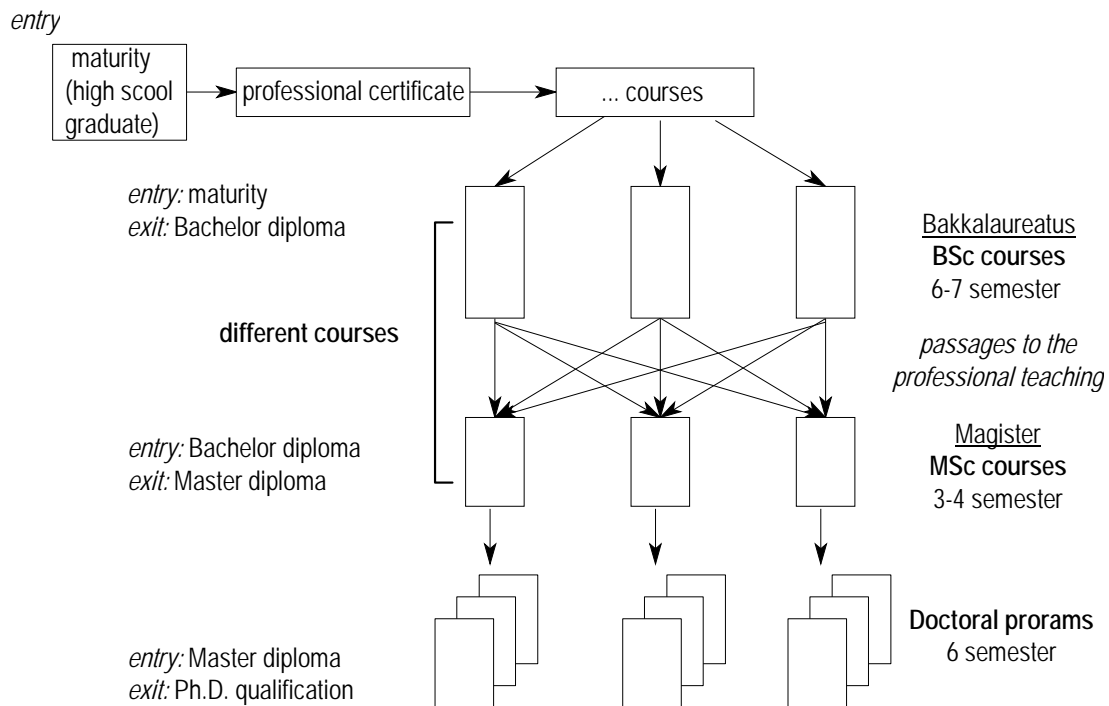 entry
maturity
(high scool
graduate)
professional certificate
... courses
entry: maturity
exit: Bachelor diploma
Bakkalaureatus
BSc courses
6-7 semester
different courses
passages to the
professional teaching
entry: Bachelor diploma
exit: Master diploma
Magister
MSc courses
3-4 semester
Doctoral prorams
6 semester
entry: Master diploma
exit: Ph.D. qualification